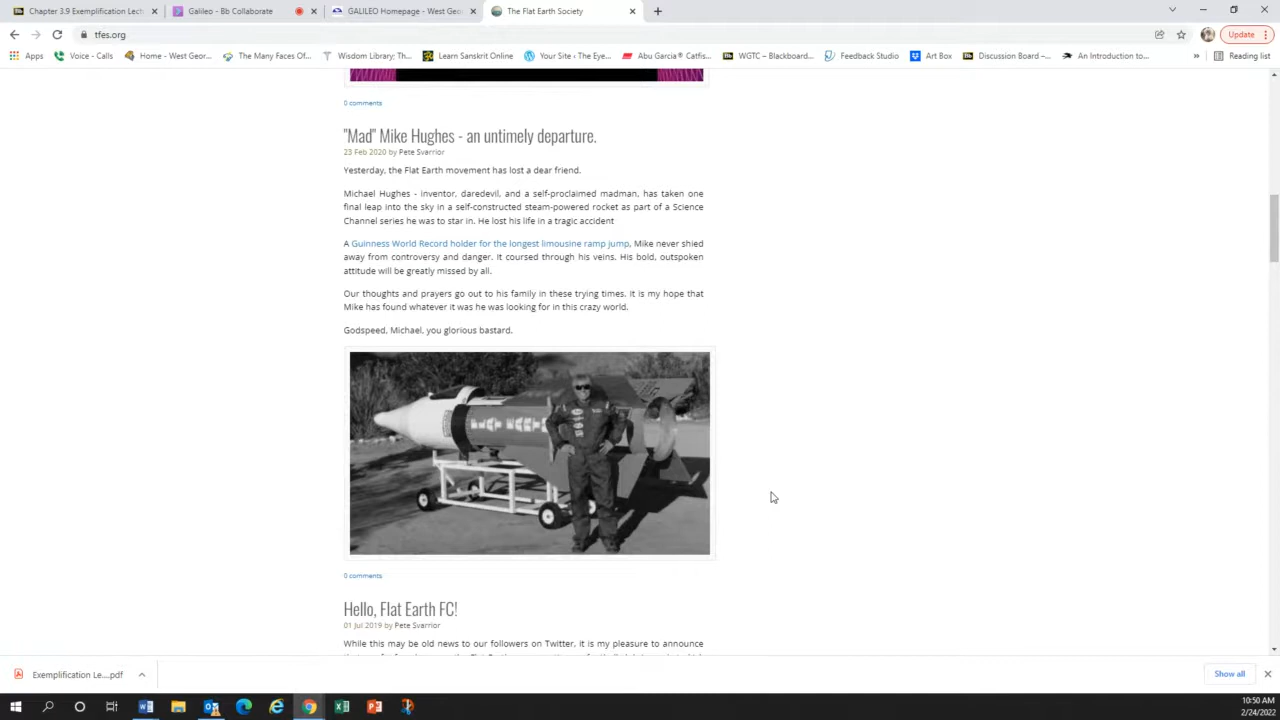 Chapter 3.9 Exemplification Lect
Galileo - Bb Collaborate
GALILEO Homepage - West Geo
The Flat Earth Society
tfes.org
Update
Apps
Voice - Calls
Home - West Geor...
The Many Faces Of...
Wisdom Library; Th...
Learn Sanskrit Online
Your Site ‹ The Eye...
Abu Garcia® Catfis...
WGTC – Blackboard...
Feedback Studio
Art Box
Discussion Board –...
An Introduction to...
»
Reading list
0 comments
"Mad" Mike Hughes - an untimely departure.
23 Feb 2020 by Pete Svarrior
Yesterday, the Flat Earth movement has lost a dear friend.
Michael Hughes - inventor, daredevil, and a self-proclaimed madman, has taken one
final leap into the sky in a self-constructed steam-powered rocket as part of a Science
Channel series he was to star in. He lost his life in a tragic accident
A Guinness World Record holder for the longest limousine ramp jump, Mike never shied
away from controversy and danger. It coursed through his veins. His bold, outspoken
attitude will be greatly missed by all.
Our thoughts and prayers go out to his family in these trying times. It is my hope that
Mike has found whatever it was he was looking for in this crazy world.
Godspeed, Michael, you glorious bastard.
0 comments
Hello, Flat Earth FC!
01 Jul 2019 by Pete Svarrior
While this may be old news to our followers on Twitter, it is my pleasure to announce
Exemplification Le....pdf
Show all
10:50 AM
2/24/2022